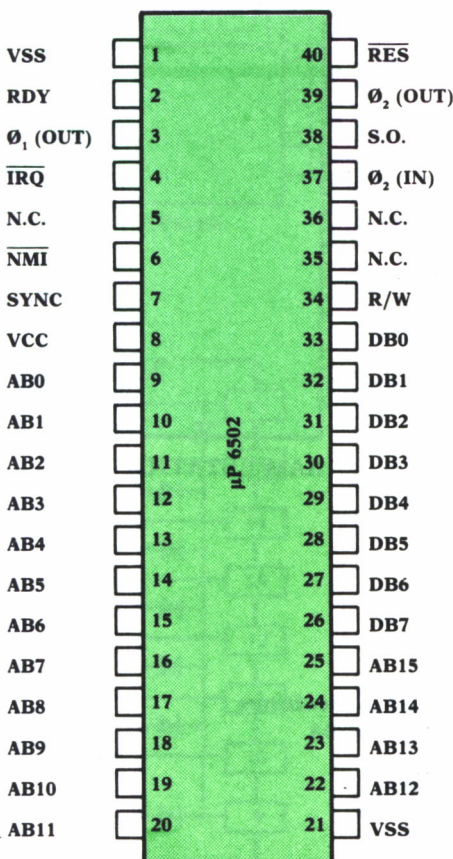 VSS 1 40 R̅E̅S̅
RDY 2 39 Ø₂ (OUT)
Ø₁ (OUT) 3 38 S.O.
I̅R̅Q̅ 4 37 Ø₂ (IN)
N.C. 5 36 N.C.
N̅M̅I̅ 6 35 N.C.
SYNC 7 34 R/W
VCC 8 33 DB0
AB0 9 32 DB1
AB1 10 31 DB2
AB2 11 30 DB3
AB3 12 29 DB4
AB4 13 28 DB5
AB5 14 27 DB6
AB6 15 26 DB7
AB7 16 25 AB15
AB8 17 24 AB14
AB9 18 23 AB13
AB10 19 22 AB12
AB11 20 21 VSS
µP 6502